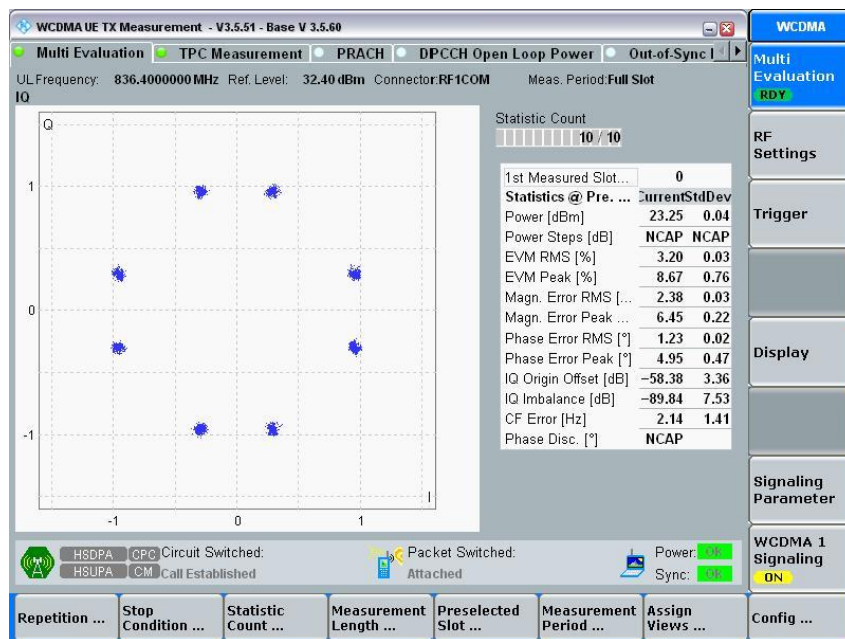 WCDMA UE TX Measurement - V3.5.51 - Base V 3.5.60
WCDMA
Multi Evaluation TPC Measurement PRACH DPCCH Open Loop Power Out-of-Sync
Multi
Evaluation
RDY
UL Frequency: 836.4000000 MHz Ref. Level: 32.40 dBm Connector: RF1COM Meas. Period: Full Slot
IQ
Q
1
0
-1
-1 0 1
I
Statistic Count
10 / 10
1st Measured Slot... 0
Statistics @ Pre. ... Current StdDev
Power [dBm] 23.25 0.04
Power Steps [dB] NCAP NCAP
EVM RMS [%] 3.20 0.03
EVM Peak [%] 8.67 0.76
Magn. Error RMS [... 2.38 0.03
Magn. Error Peak ... 6.45 0.22
Phase Error RMS [°] 1.23 0.02
Phase Error Peak [°] 4.95 0.47
IQ Origin Offset [dB] −58.38 3.36
IQ Imbalance [dB] −89.84 7.53
CF Error [Hz] 2.14 1.41
Phase Disc. [°] NCAP
RF
Settings
Trigger
Display
Signaling
Parameter
WCDMA 1
Signaling
ON
HSDPA CPC Circuit Switched: Packet Switched: Power: OK
HSUPA CM Call Established Attached Sync: OK
Repetition ...
Stop
Condition ...
Statistic
Count ...
Measurement
Length ...
Preselected
Slot ...
Measurement
Period ...
Assign
Views ...
Config ...